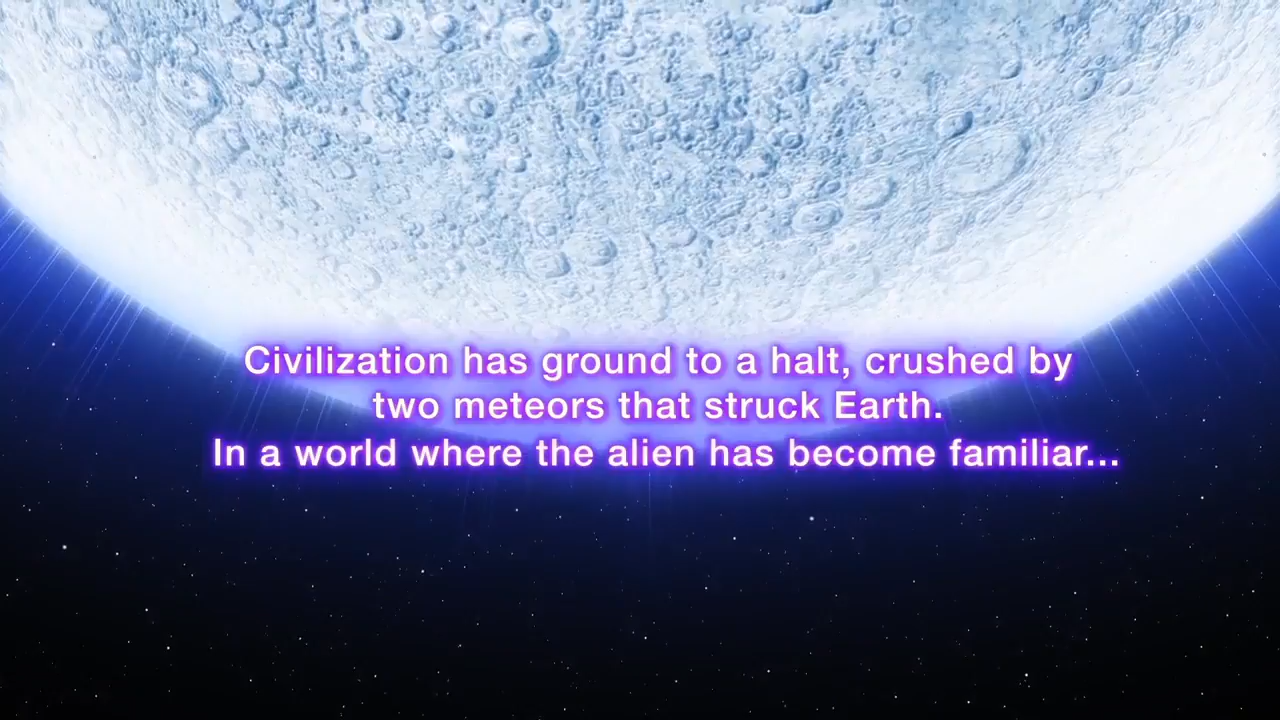 Civilization has ground to a halt, crushed by
two meteors that struck Earth.
In a world where the alien has become familiar...